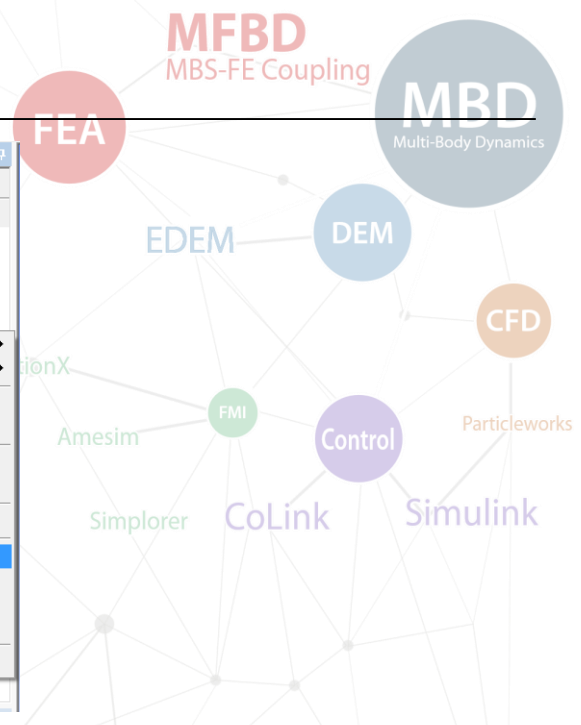 MFBD
MBS-FE Coupling
MBD
Multi-Body Dynamics
FEA
DEM
EDEM
CFD
tionX
FMI
Amesim
Control
Particleworks
Simplorer
CoLink
Simulink